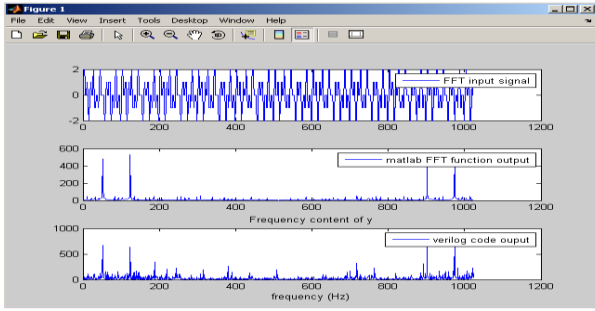 Figure 1
File Edit View Insert Tools Desktop Window Help
2
0
-2
FFT input signal
0 200 400 600 800 1000 1200
600
400
200
0
matlab FFT function output
0 200 400 600 800 1000 1200
Frequency content of y
1000
500
0
verilog code ouput
0 200 400 600 800 1000 1200
frequency (Hz)